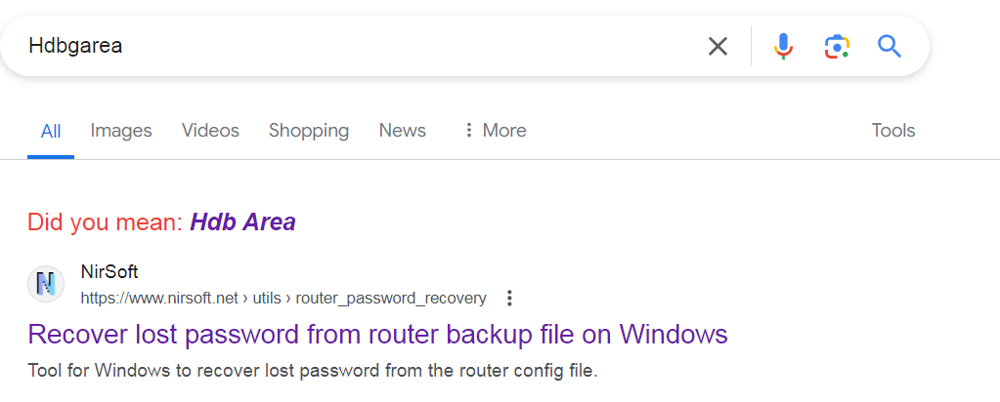 Hdbgarea
All Images Videos Shopping News More Tools
Did you mean: Hdb Area
NirSoft
https://www.nirsoft.net › utils › router_password_recovery
Recover lost password from router backup file on Windows
Tool for Windows to recover lost password from the router config file.